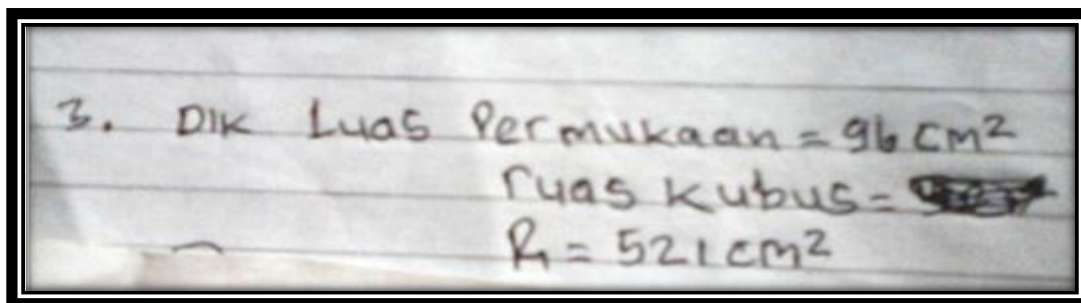 3. DIK Luas Permukaan = 96 cm²
ruas kubus =
R = 521 cm²